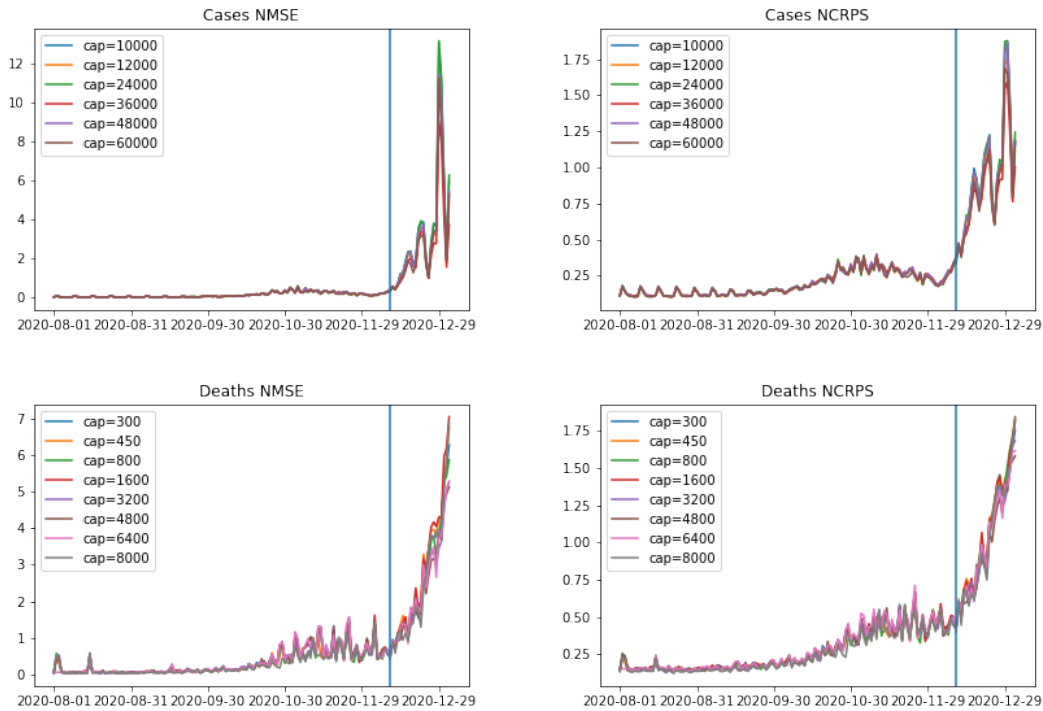 Cases NMSE
cap=10000
cap=12000
cap=24000
cap=36000
cap=48000
cap=60000
12
10
8
6
4
2
0
2020-08-01 2020-08-31 2020-09-30 2020-10-30 2020-11-29 2020-12-29
Cases NCRPS
cap=10000
cap=12000
cap=24000
cap=36000
cap=48000
cap=60000
1.75
1.50
1.25
1.00
0.75
0.50
0.25
2020-08-01 2020-08-31 2020-09-30 2020-10-30 2020-11-29 2020-12-29
Deaths NMSE
cap=300
cap=450
cap=800
cap=1600
cap=3200
cap=4800
cap=6400
cap=8000
7
6
5
4
3
2
1
0
2020-08-01 2020-08-31 2020-09-30 2020-10-30 2020-11-29 2020-12-29
Deaths NCRPS
cap=300
cap=450
cap=800
cap=1600
cap=3200
cap=4800
cap=6400
cap=8000
1.75
1.50
1.25
1.00
0.75
0.50
0.25
2020-08-01 2020-08-31 2020-09-30 2020-10-30 2020-11-29 2020-12-29